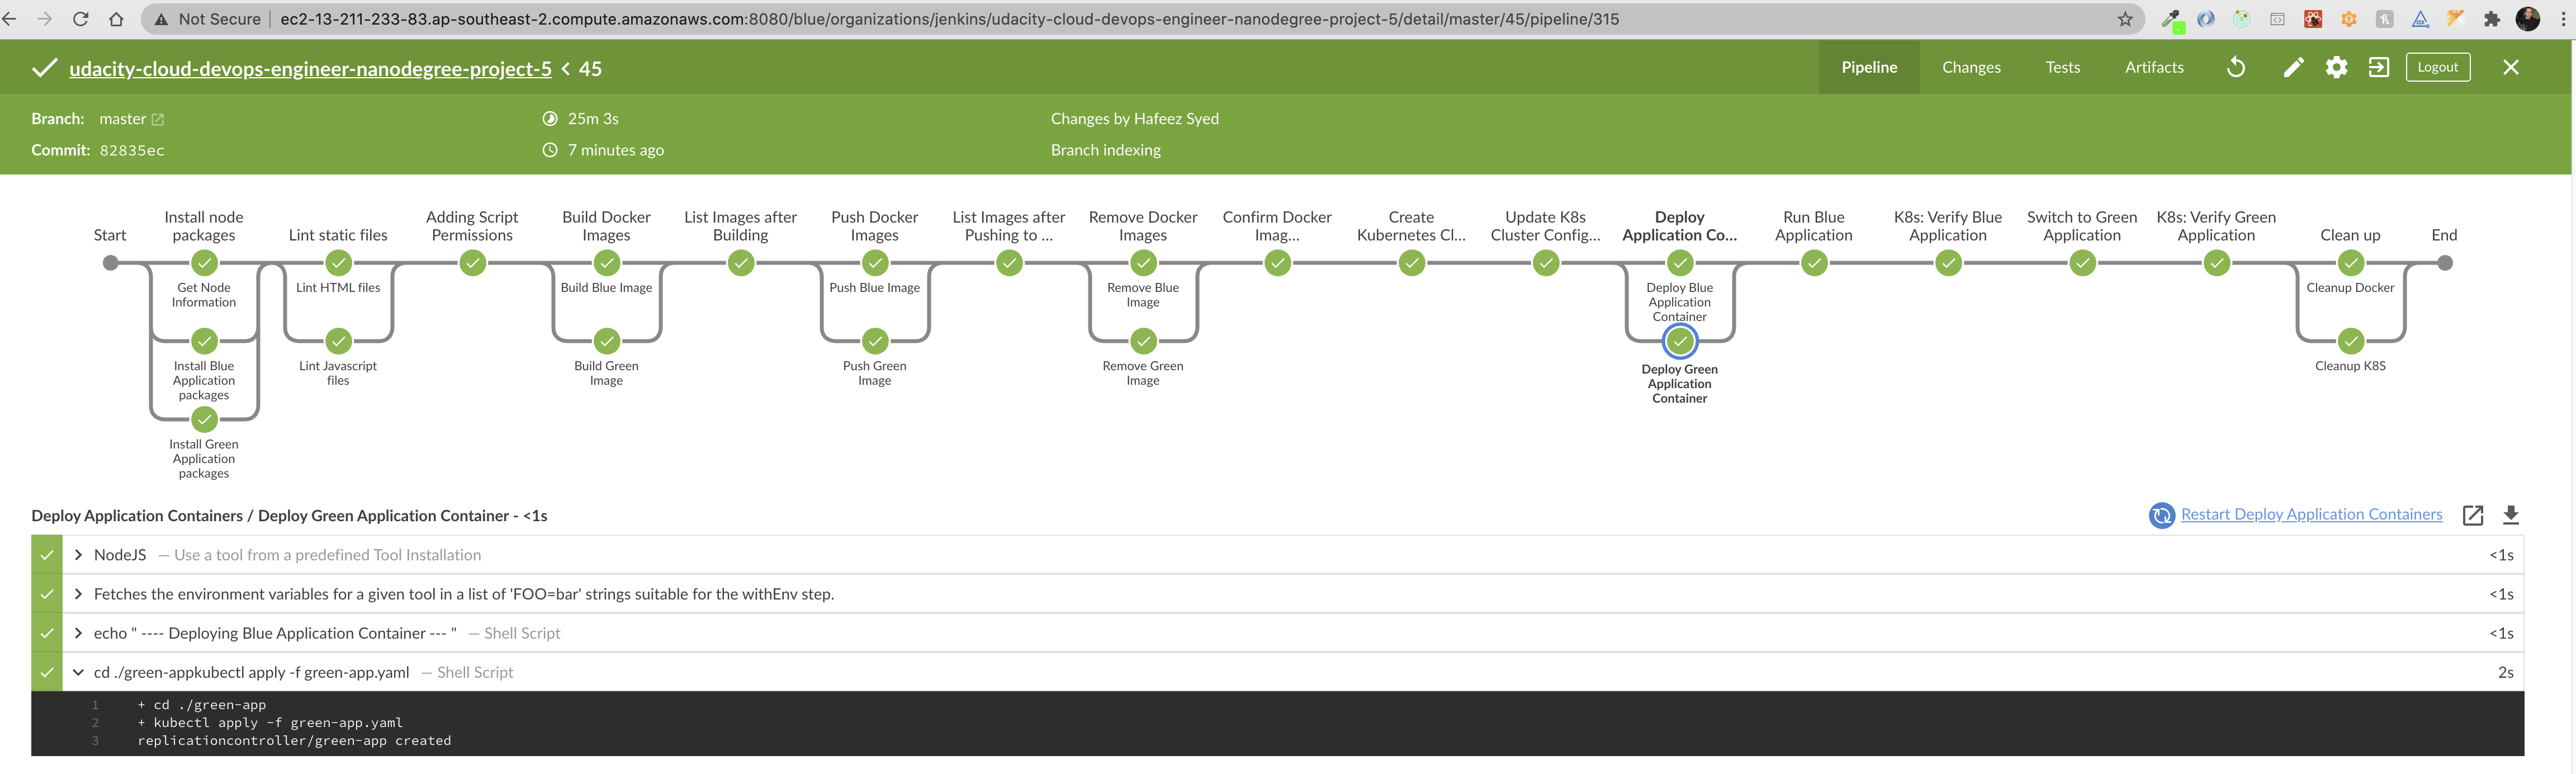 Not Secure | ec2-13-211-233-83.ap-southeast-2.compute.amazonaws.com:8080/blue/organizations/jenkins/udacity-cloud-devops-engineer-nanodegree-project-5/detail/master/45/pipeline/315
udacity-cloud-devops-engineer-nanodegree-project-5 < 45
Pipeline Changes Tests Artifacts Logout
Branch: master 25m 3s Changes by Hafeez Syed
Commit: 82835ec 7 minutes ago Branch indexing
Start
Install node
packages
Lint static files
Adding Script
Permissions
Build Docker
Images
List Images after
Building
Push Docker
Images
List Images after
Pushing to ...
Remove Docker
Images
Confirm Docker
Imag...
Create
Kubernetes Cl...
Update K8s
Cluster Config...
Deploy
Application Co...
Run Blue
Application
K8s: Verify Blue
Application
Switch to Green
Application
K8s: Verify Green
Application
Clean up
End
Get Node
Information
Lint HTML files
Build Blue Image
Push Blue Image
Remove Blue
Image
Deploy Blue
Application
Container
Cleanup Docker
Install Blue
Application
packages
Lint Javascript
files
Build Green
Image
Push Green
Image
Remove Green
Image
Deploy Green
Application
Container
Cleanup K8S
Install Green
Application
packages
Deploy Application Containers / Deploy Green Application Container - <1s
Restart Deploy Application Containers
NodeJS — Use a tool from a predefined Tool Installation <1s
Fetches the environment variables for a given tool in a list of 'FOO=bar' strings suitable for the withEnv step. <1s
echo " ---- Deploying Blue Application Container --- " — Shell Script <1s
cd ./green-appkubectl apply -f green-app.yaml — Shell Script 2s
1 + cd ./green-app
2 + kubectl apply -f green-app.yaml
3 replicationcontroller/green-app created